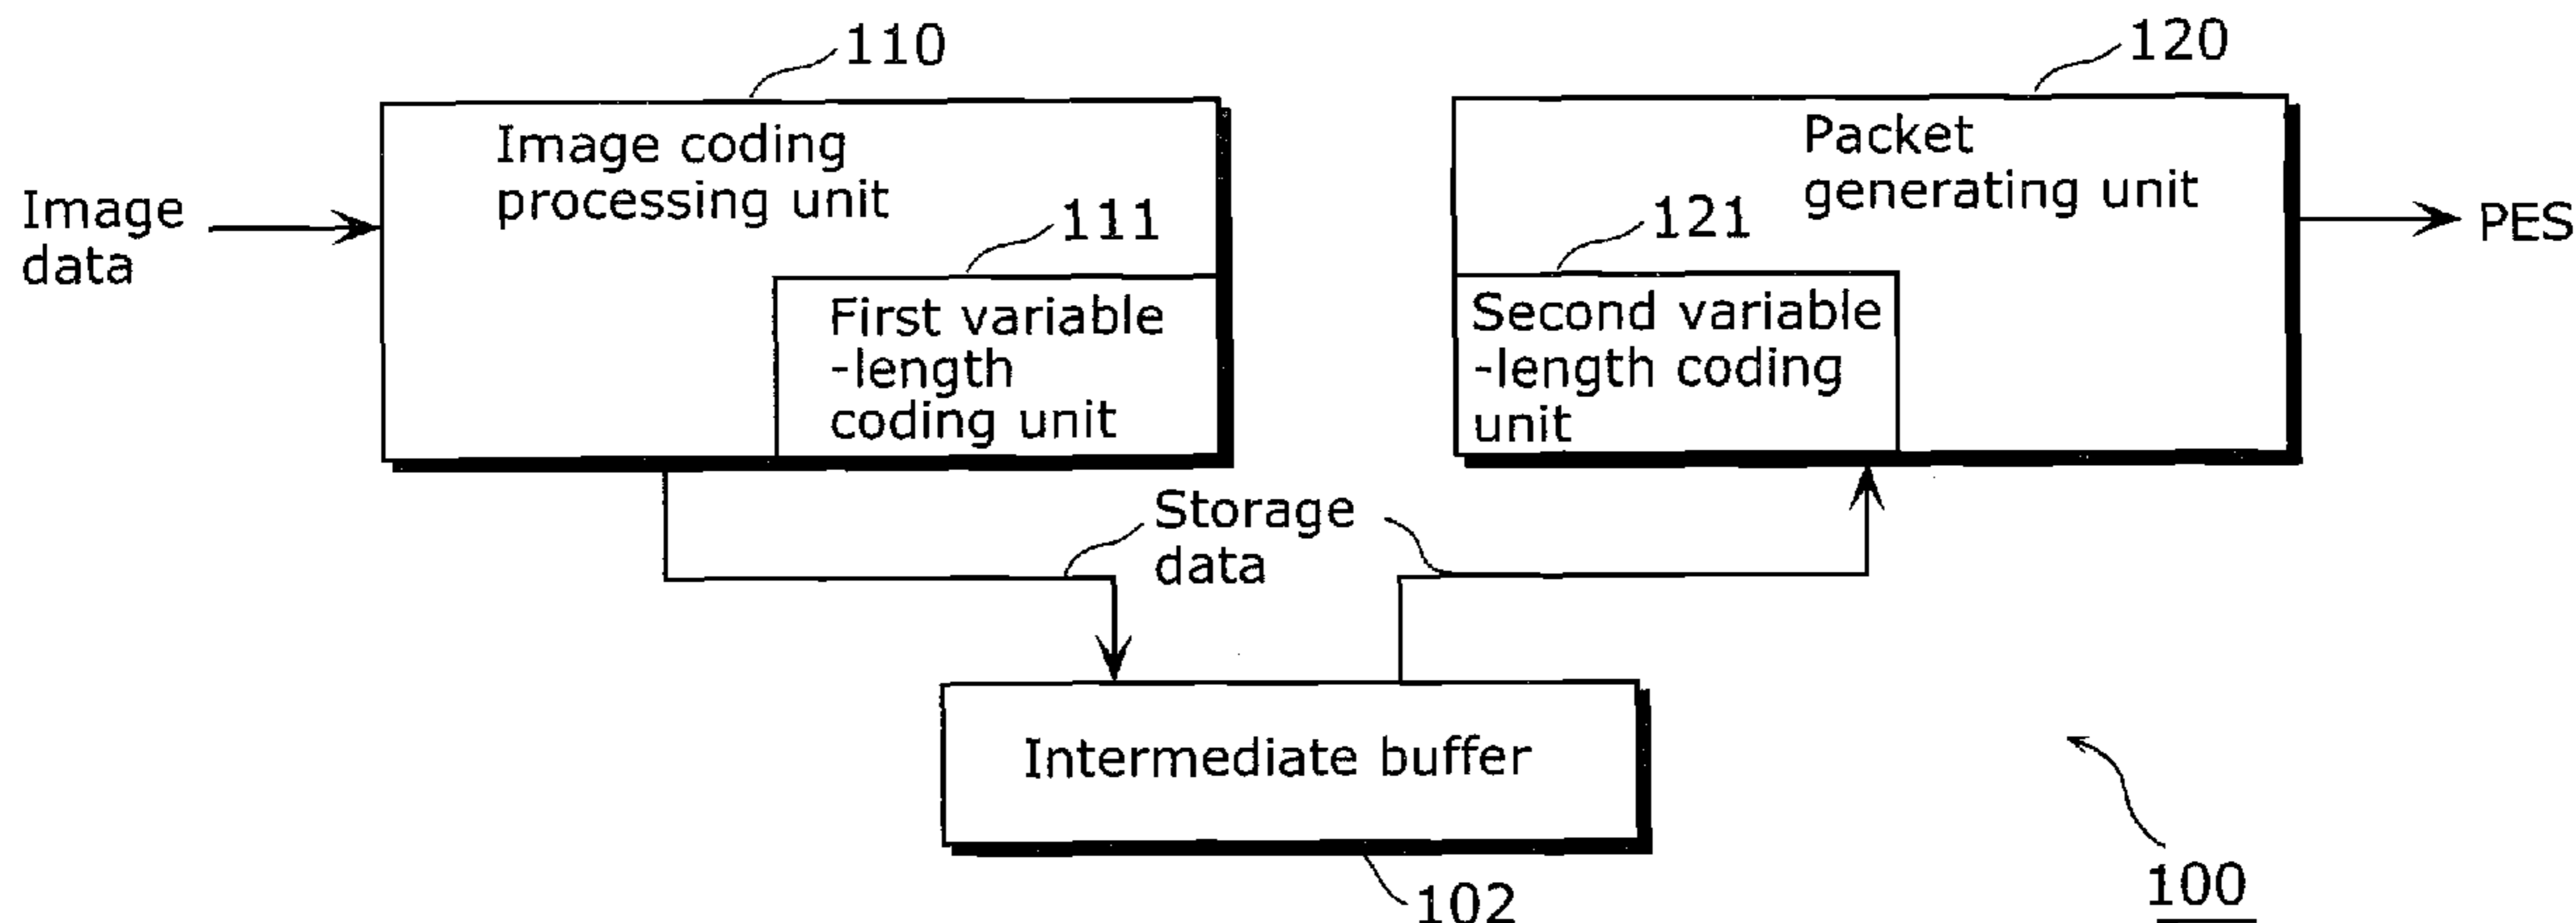 110
120
Image coding
processing unit
Packet
generating unit
Image
data
111
121
PES
First variable
-length
coding unit
Second variable
-length coding
unit
Storage
data
Intermediate buffer
102
100